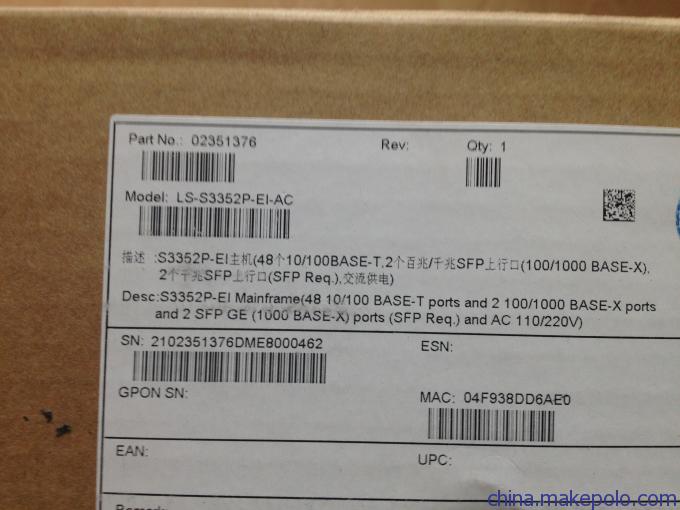 Part No.: 02351376 Rev: Qty: 1
Model: LS-S3352P-EI-AC
描述 :S3352P-EI主机(48个10/100BASE-T,2个百兆/千兆SFP上行口(100/1000 BASE-X),
2个千兆SFP上行口(SFP Req.),交流供电)
Desc:S3352P-EI Mainframe(48 10/100 BASE-T ports and 2 100/1000 BASE-X ports
and 2 SFP GE (1000 BASE-X) ports (SFP Req.) and AC 110/220V)
SN: 2102351376DME8000462 ESN:
GPON SN:
MAC: 04F938DD6AE0
EAN: UPC:
china.makepolo.com